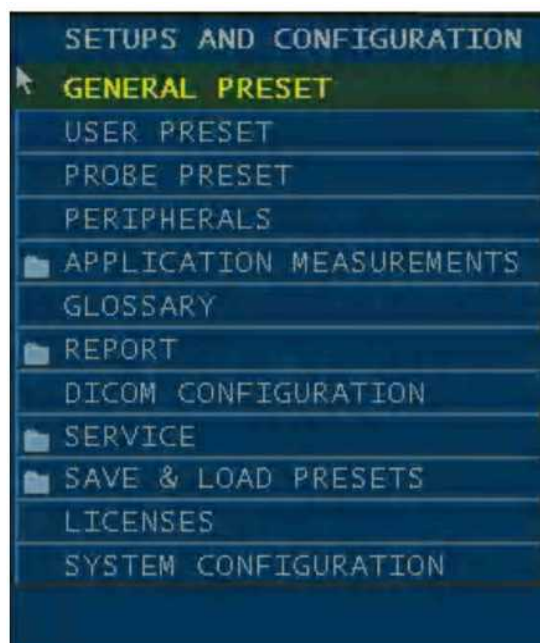 SETUPS AND CONFIGURATION
GENERAL PRESET
USER PRESET
PROBE PRESET
PERIPHERALS
APPLICATION MEASUREMENTS
GLOSSARY
REPORT
DICOM CONFIGURATION
SERVICE
SAVE & LOAD PRESETS
LICENSES
SYSTEM CONFIGURATION